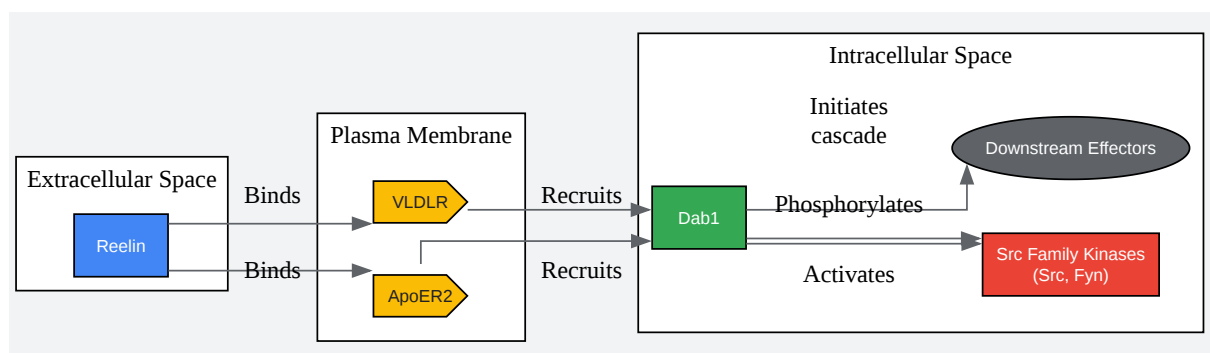 Extracellular Space
Reelin
Binds
Binds
Plasma Membrane
VLDLR
ApoER2
Recruits
Recruits
Intracellular Space
Dab1
Initiates
cascade
Phosphorylates
Activates
Downstream Effectors
Src Family Kinases
(Src, Fyn)